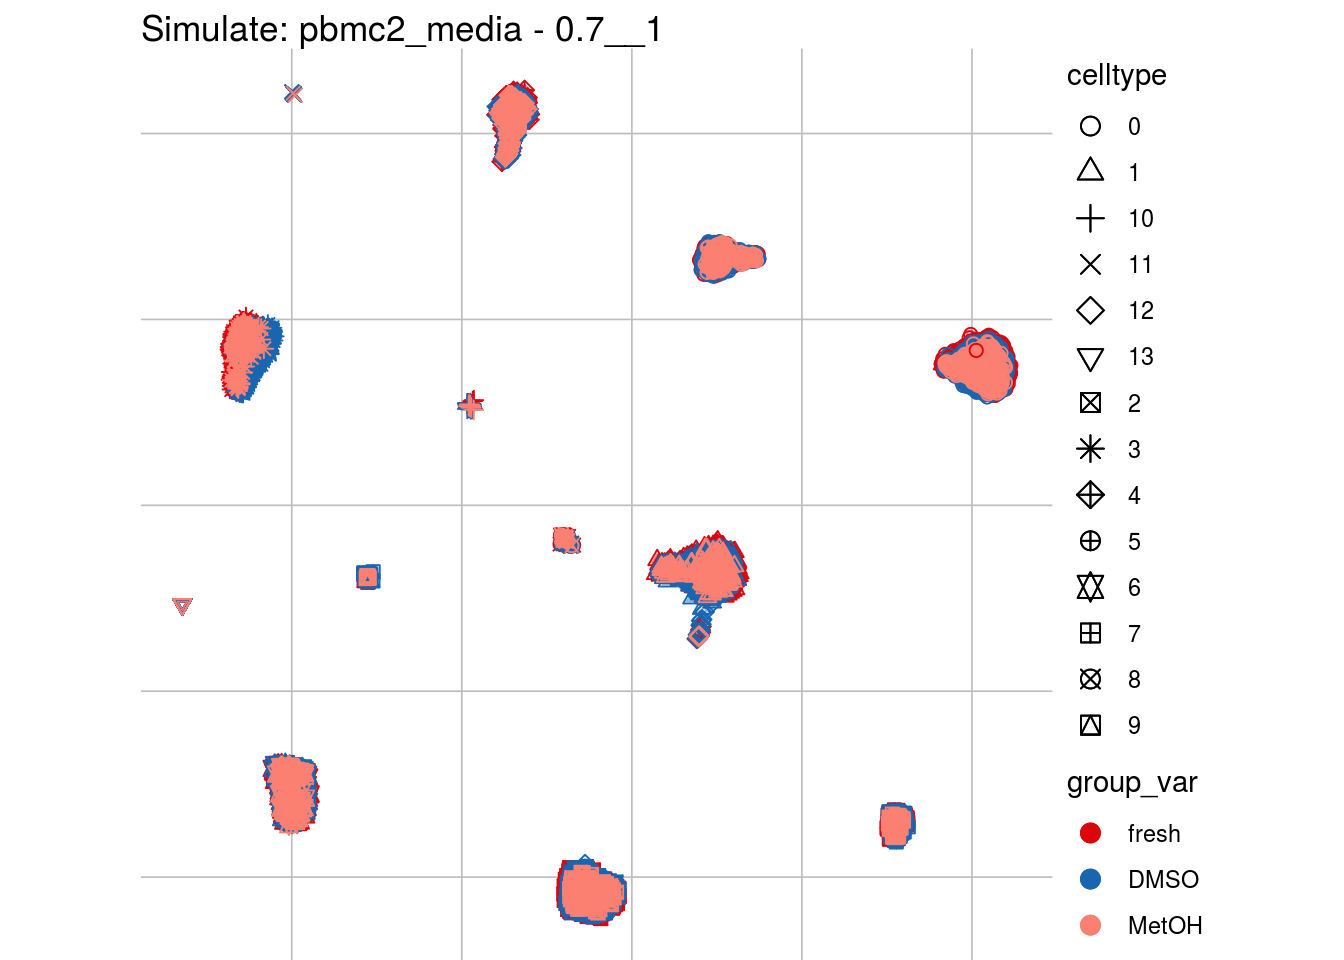 Simulate: pbmc2_media - 0.7__1
celltype
0
1
10
11
12
13
2
3
4
5
6
7
8
9
group_var
fresh
DMSO
MetOH